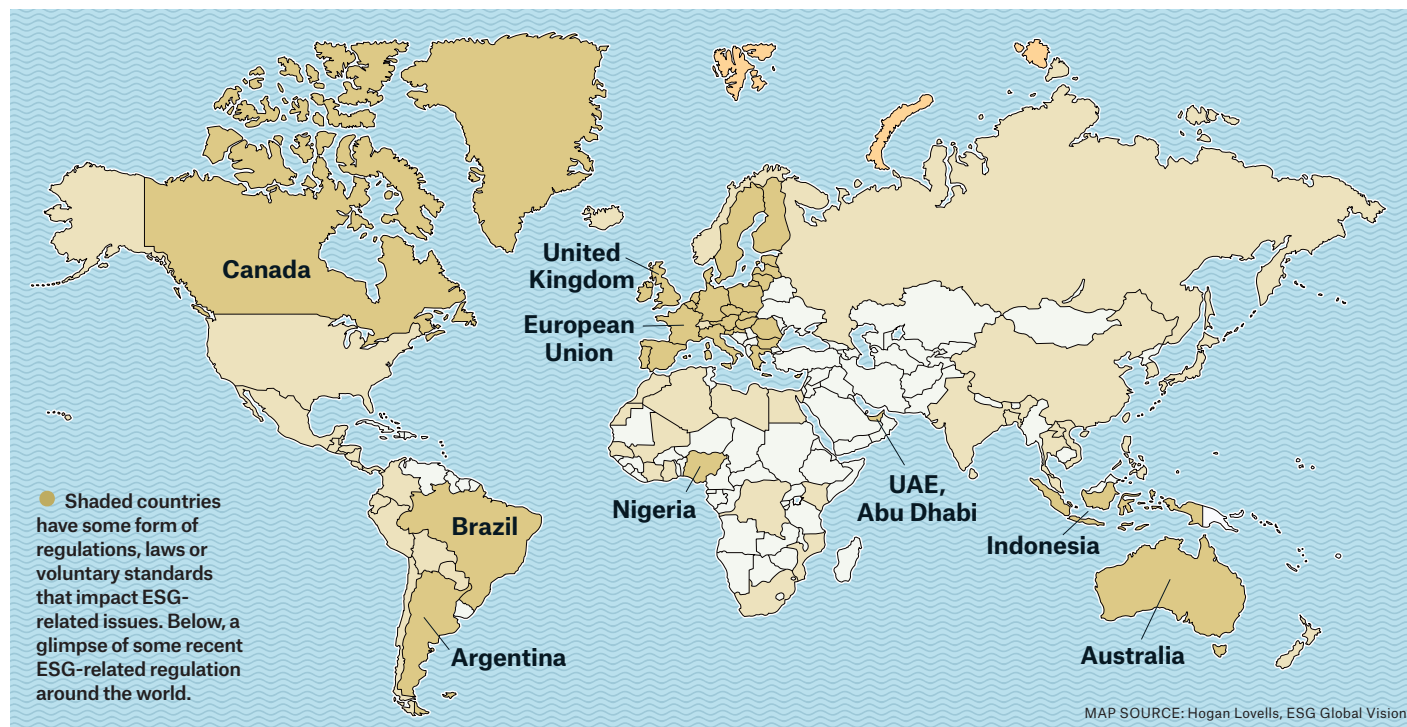 Canada
United
Kingdom
European
Union
Nigeria
UAE,
Abu Dhabi
Brazil
Indonesia
Argentina
Australia
Shaded countries
have some form of
regulations, laws or
voluntary standards
that impact ESG-
related issues. Below, a
glimpse of some recent
ESG-related regulation
around the world.
MAP SOURCE: Hogan Lovells, ESG Global Vision